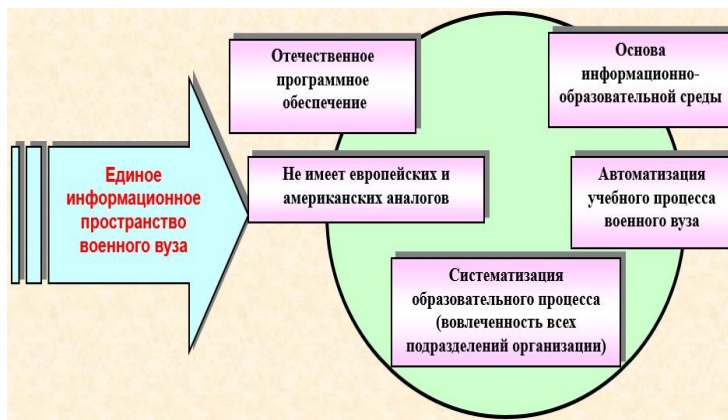 Отечественное
программное
обеспечение
Основа
информационно-
образовательной среды
Единое
информационное
пространство
военного вуза
Не имеет европейских и
американских аналогов
Автоматизация
учебного процесса
военного вуза
Систематизация
образовательного процесса
(вовлеченность всех
подразделений организации)